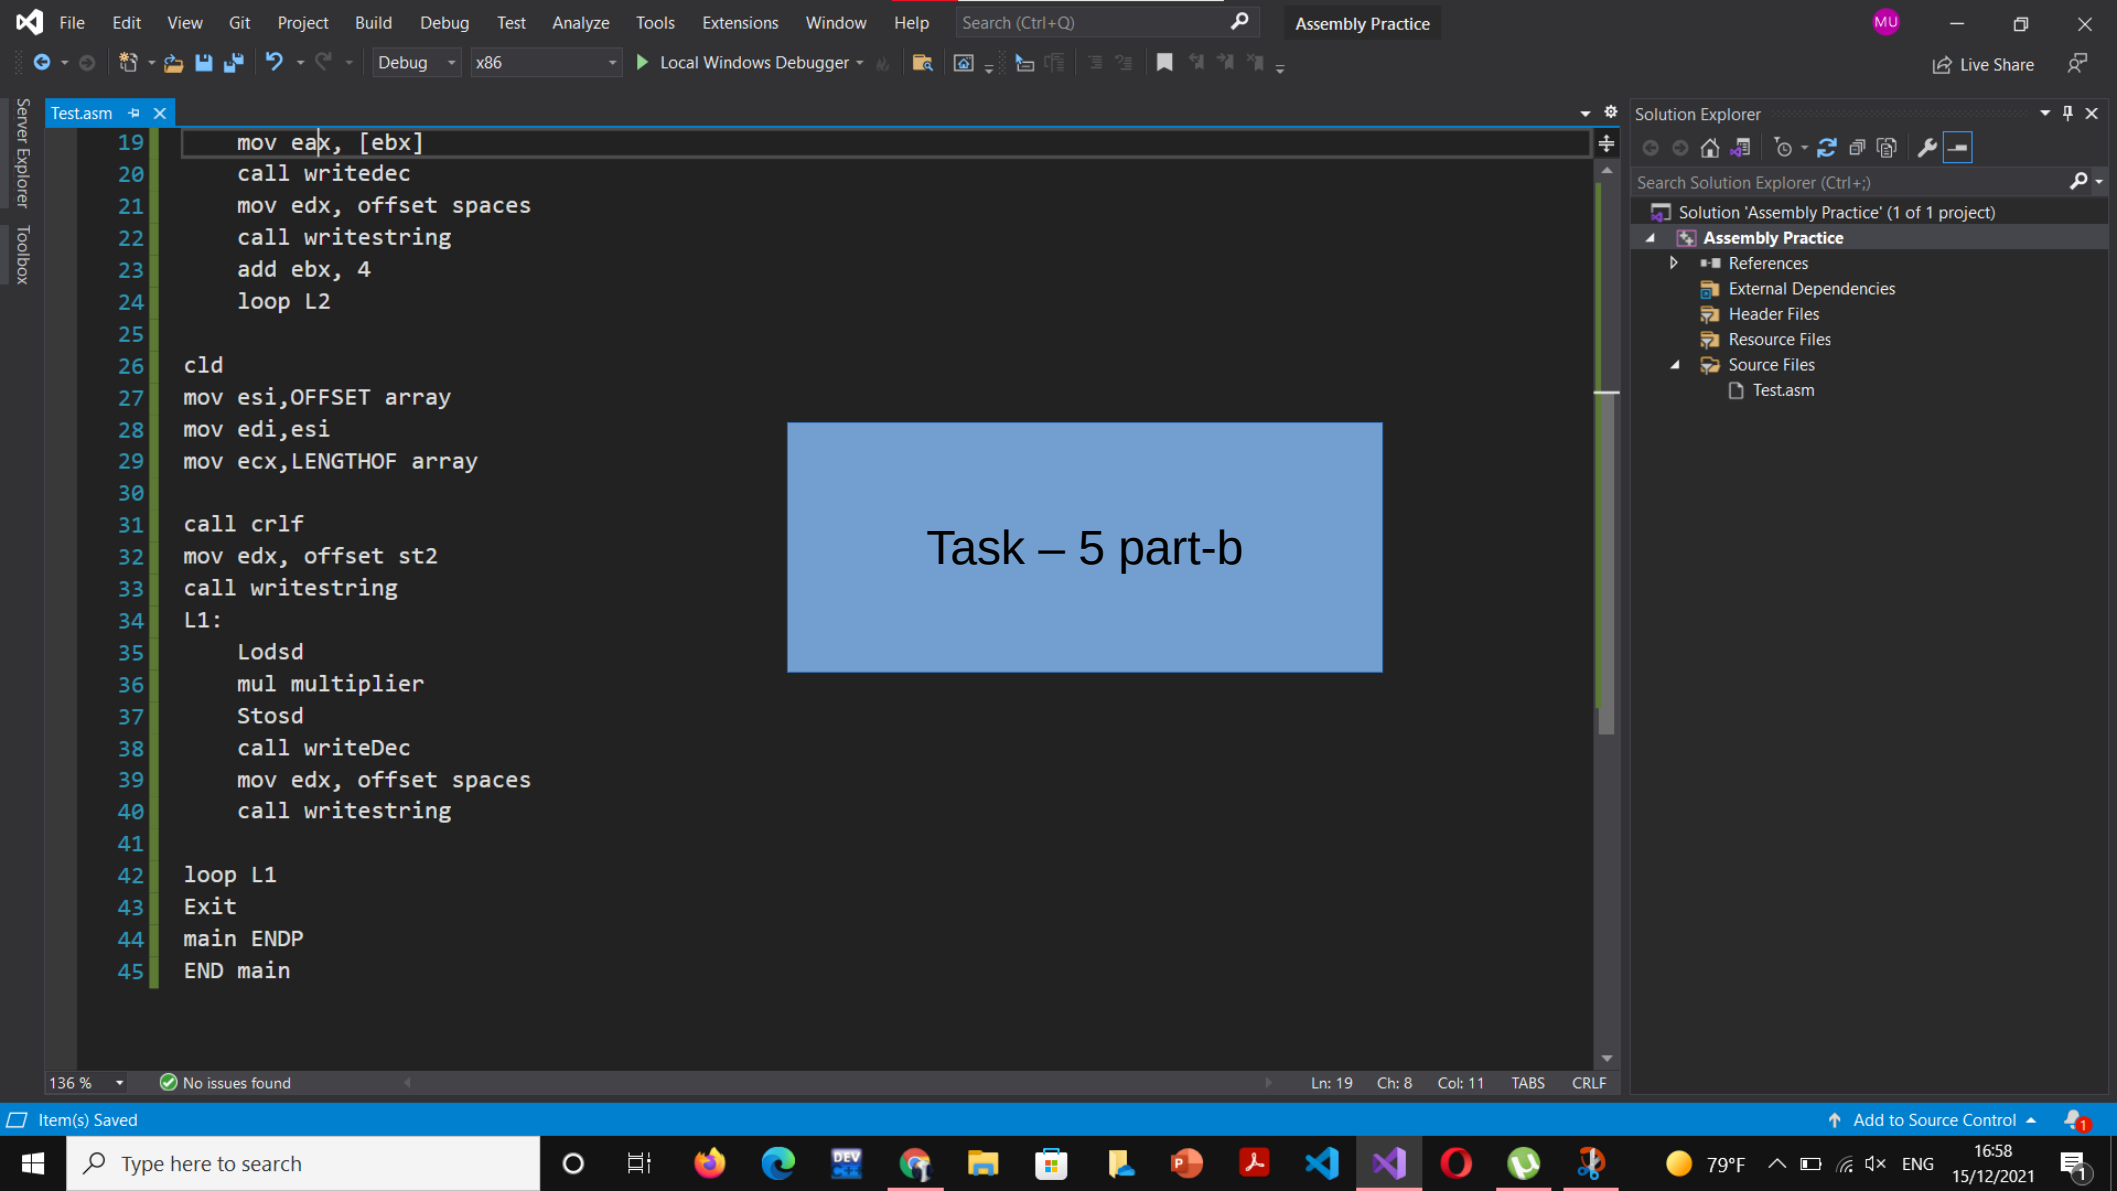 File Edit View Git Project Build Debug Test Analyze Tools Extensions Window Help Search (Ctrl+Q) Assembly Practice MU
Debug x86 Local Windows Debugger Live Share
Server Explorer
Toolbox
Test.asm
19 mov eax, [ebx]
20 call writedec
21 mov edx, offset spaces
22 call writestring
23 add ebx, 4
24 loop L2
25
26 cld
27 mov esi,OFFSET array
28 mov edi,esi
29 mov ecx,LENGTHOF array
30
31 call crlf
32 mov edx, offset st2
33 call writestring
34 L1:
35 Lodsd
36 mul multiplier
37 Stosd
38 call writeDec
39 mov edx, offset spaces
40 call writestring
41
42 loop L1
43 Exit
44 main ENDP
45 END main
Task – 5 part-b
Solution Explorer
Search Solution Explorer (Ctrl+;)
Solution 'Assembly Practice' (1 of 1 project)
Assembly Practice
References
External Dependencies
Header Files
Resource Files
Source Files
Test.asm
136 % No issues found Ln: 19 Ch: 8 Col: 11 TABS CRLF
Item(s) Saved Add to Source Control 1
Type here to search DEV 79°F ENG 16:58
15/12/2021 1